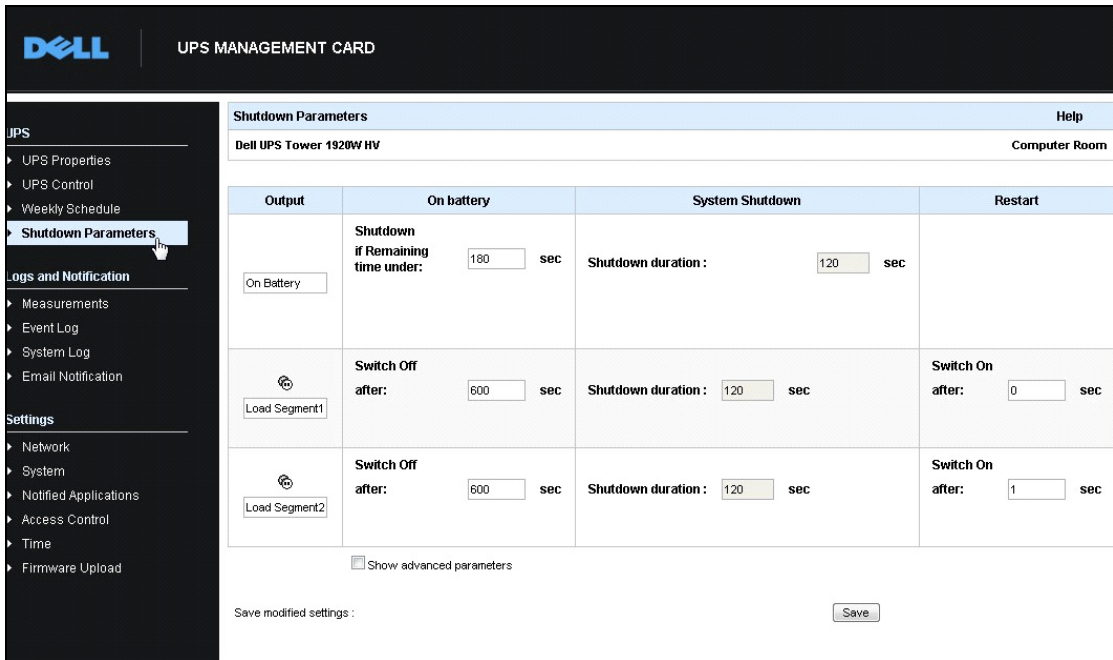 DELL
UPS MANAGEMENT CARD
UPS
UPS Properties
UPS Control
Weekly Schedule
Shutdown Parameters
Logs and Notification
Measurements
Event Log
System Log
Email Notification
Settings
Network
System
Notified Applications
Access Control
Time
Firmware Upload
Shutdown Parameters Help
Dell UPS Tower 1920W HV Computer Room
Output On battery System Shutdown Restart
On Battery
Shutdown
if Remaining
time under: 180 sec
Shutdown duration : 120 sec
Load Segment1
Switch Off
after: 600 sec
Shutdown duration : 120 sec
Switch On
after: 0 sec
Load Segment2
Switch Off
after: 600 sec
Shutdown duration : 120 sec
Switch On
after: 1 sec
Show advanced parameters
Save modified settings : Save